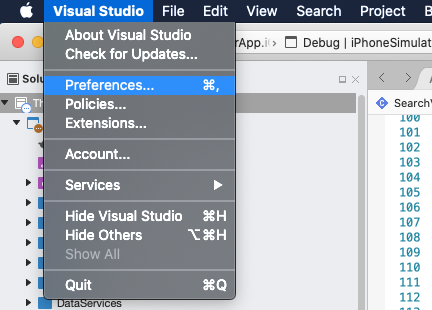 Visual Studio File Edit View Search Project
About Visual Studio
Check for Updates...
Preferences... ⌘,
Policies...
Extensions...
Account...
Services
Hide Visual Studio ⌘H
Hide Others ⌥⌘H
Show All
Quit ⌘Q
rApp.i
Debug | iPhoneSimulat
Solu
Th
DataServices
SearchV
100
101
102
103
104
105
106
107
108
109
110
111
112
113